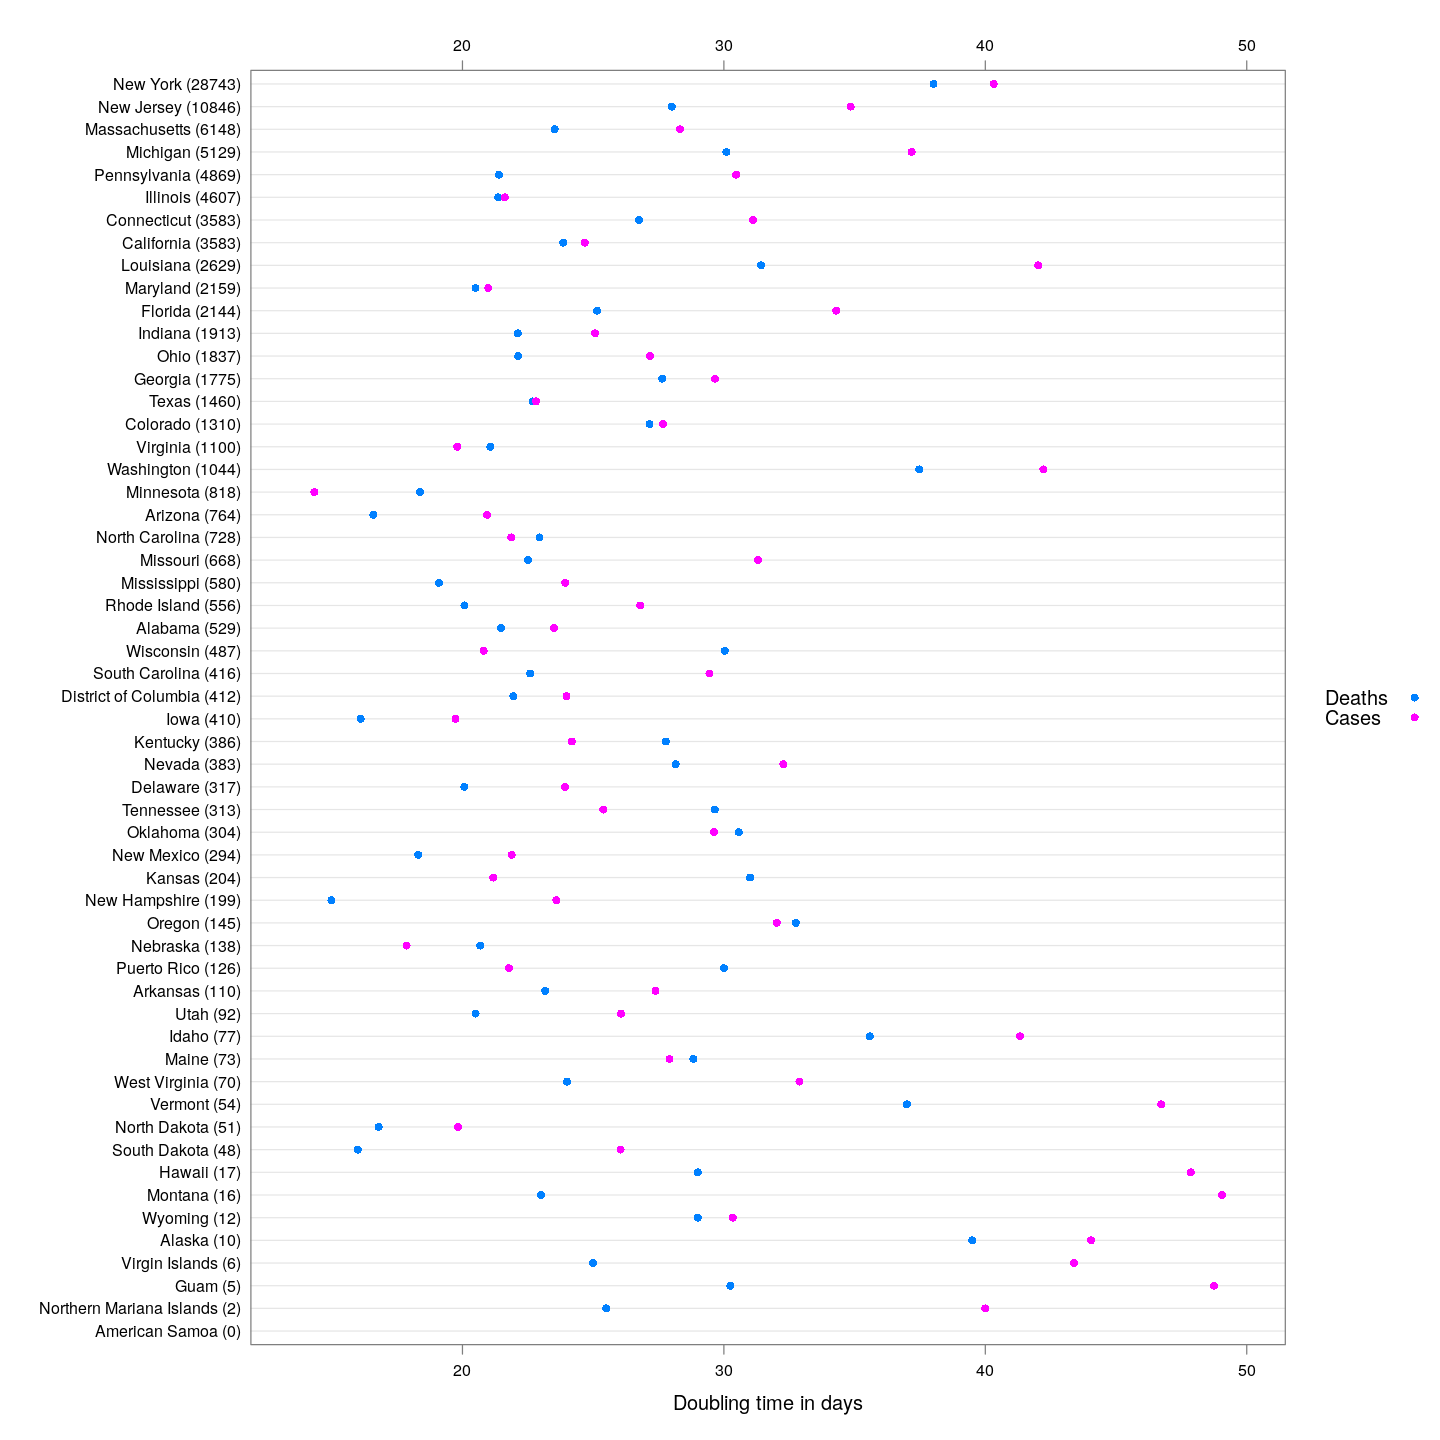 20 30 40 50
New York (28743)
New Jersey (10846)
Massachusetts (6148)
Michigan (5129)
Pennsylvania (4869)
Illinois (4607)
Connecticut (3583)
California (3583)
Louisiana (2629)
Maryland (2159)
Florida (2144)
Indiana (1913)
Ohio (1837)
Georgia (1775)
Texas (1460)
Colorado (1310)
Virginia (1100)
Washington (1044)
Minnesota (818)
Arizona (764)
North Carolina (728)
Missouri (668)
Mississippi (580)
Rhode Island (556)
Alabama (529)
Wisconsin (487)
South Carolina (416)
District of Columbia (412)
Iowa (410)
Kentucky (386)
Nevada (383)
Delaware (317)
Tennessee (313)
Oklahoma (304)
New Mexico (294)
Kansas (204)
New Hampshire (199)
Oregon (145)
Nebraska (138)
Puerto Rico (126)
Arkansas (110)
Utah (92)
Idaho (77)
Maine (73)
West Virginia (70)
Vermont (54)
North Dakota (51)
South Dakota (48)
Hawaii (17)
Montana (16)
Wyoming (12)
Alaska (10)
Virgin Islands (6)
Guam (5)
Northern Mariana Islands (2)
American Samoa (0)
20 30 40 50
Doubling time in days
Deaths
Cases